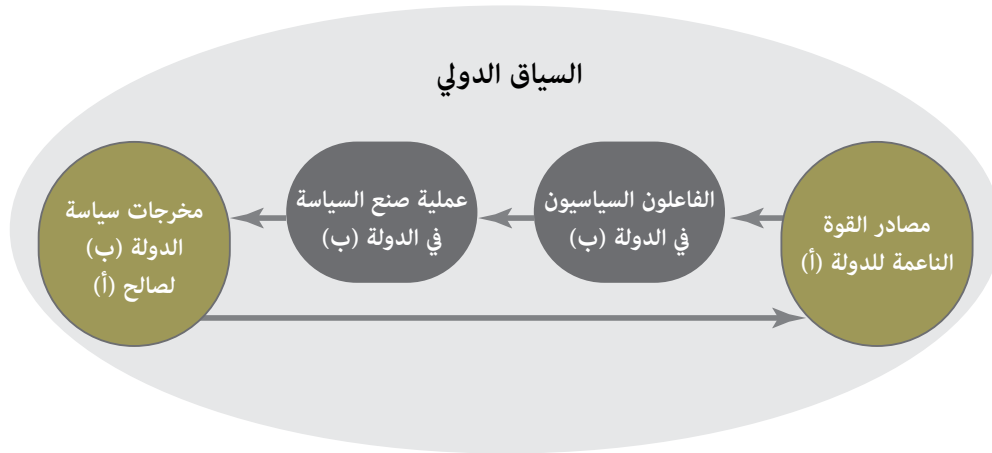 السياق الدولي
مصادر القوة
الناعمة للدولة (أ)
الفاعلون السياسيون
في الدولة (ب)
عملية صنع السياسة
في الدولة (ب)
مخرجات سياسة
الدولة (ب)
لصالح (أ)